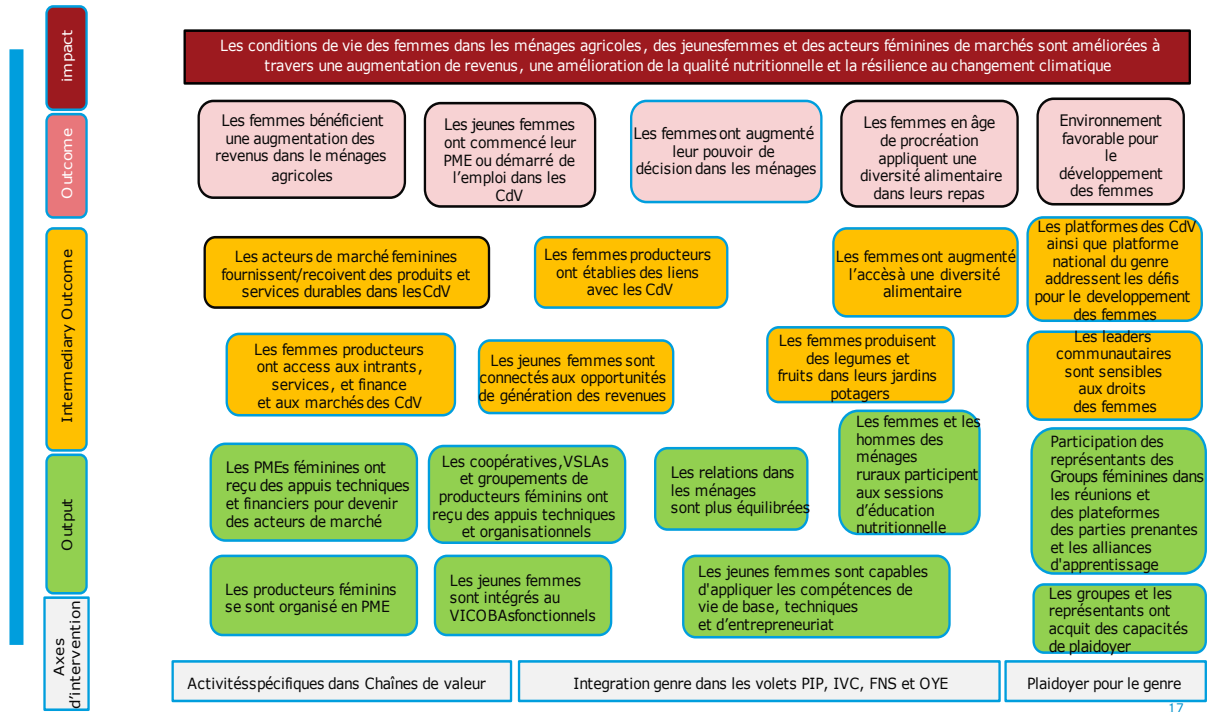 impact
Les conditions de vie des femmes dans les ménages agricoles, des jeunesfemmes et des acteurs féminines de marchés sont améliorées à
travers une augmentation de revenus, une amélioration de la qualité nutritionnelle et la résilience au changement climatique
Outcome
Les femmes bénéficient
une augmentation des
revenus dans le ménages
agricoles
Les jeunes femmes
ont commencé leur
PME ou démarré de
l'emploi dans les
CdV
Les femmes ont augmenté
leur pouvoir de
décision dans les ménages
Les femmes en âge
de procréation
appliquent une
diversité alimentaire
dans leurs repas
Environnement
favorable pour
le
développement
des femmes
Intermediary Outcome
Les acteurs de marché feminines
fournissent/recoivent des produits et
services durables dans les CdV
Les femmes producteurs
ont établies des liens
avec les CdV
Les femmes ont augmenté
l'accèsà une diversité
alimentaire
Les platformes des CdV
ainsi que platforme
national du genre
addressent les défis
pour le developpement
des femmes
Les femmes producteurs
ont access aux intrants,
services, et finance
et aux marchés des CdV
Les jeunes femmes sont
connectés aux opportunités
de génération des revenues
Les femmes produisent
des legumes et
fruits dans leurs jardins
potagers
Les leaders
communautaires
sont sensibles
aux droits
des femmes
Output
Les PMEs féminines ont
reçu des appuis techniques
et financiers pour devenir
des acteurs de marché
Les coopératives, VSLAs
et groupements de
producteurs féminins ont
reçu des appuis techniques
et organisationnels
Les relations dans
les ménages
sont plus équilibrées
Les femmes et les
hommes des
ménages
ruraux participent
aux sessions
d'éducation
nutritionnelle
Participation des
représentants des
Groups féminines dans
les réunions et
des plateformes
des parties prenantes
et les alliances
d'apprentissage
Les producteurs féminins
se sont organisé en PME
Les jeunes femmes
sont intégrés au
VICOBAsfonctionnels
Les jeunes femmes sont capables
d'appliquer les compétences de
vie de base, techniques
et d'entrepreneuriat
Les groupes et les
représentants ont
acquit des capacités
de plaidoyer
Axes
d'intervention
Activitésspécifiques dans Chaînes de valeur
Integration genre dans les volets PIP, IVC, FNS et OYE
Plaidoyer pour le genre
17